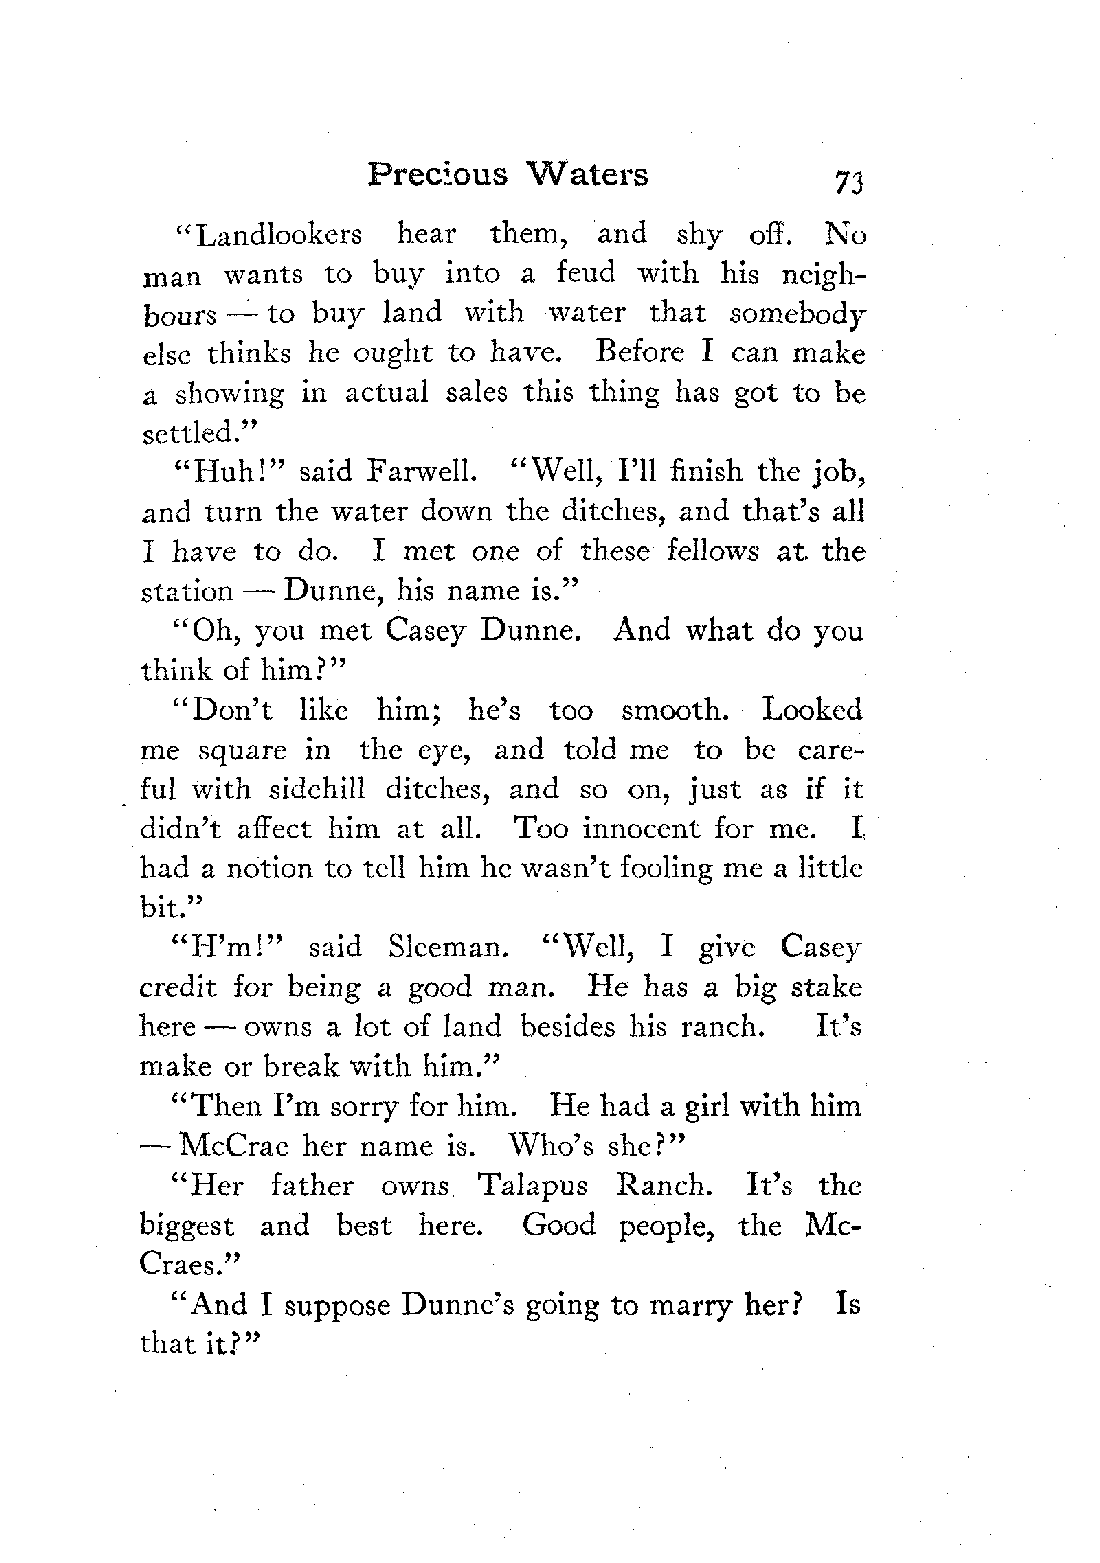 Precious Waters 73
“Landlookers hear them, and shy off. No
man wants to buy into a feud with his neigh-
bours — to buy land with water that somebody
else thinks he ought to have. Before I can make
a showing in actual sales this thing has got to be
settled.”
“Huh!” said Farwell. “Well, I’ll finish the job,
and turn the water down the ditches, and that’s all
I have to do. I met one of these fellows at the
station — Dunne, his name is.”
“Oh, you met Casey Dunne. And what do you
think of him?”
“Don’t like him; he’s too smooth. Looked
me square in the eye, and told me to be care-
ful with sidehill ditches, and so on, just as if it
didn’t affect him at all. Too innocent for me. I
had a notion to tell him he wasn’t fooling me a little
bit.”
“H’m!” said Sleeman. “Well, I give Casey
credit for being a good man. He has a big stake
here — owns a lot of land besides his ranch. It’s
make or break with him.”
“Then I’m sorry for him. He had a girl with him
— McCrae her name is. Who’s she?”
“Her father owns Talapus Ranch. It’s the
biggest and best here. Good people, the Mc-
Craes.”
“And I suppose Dunne’s going to marry her? Is
that it?”